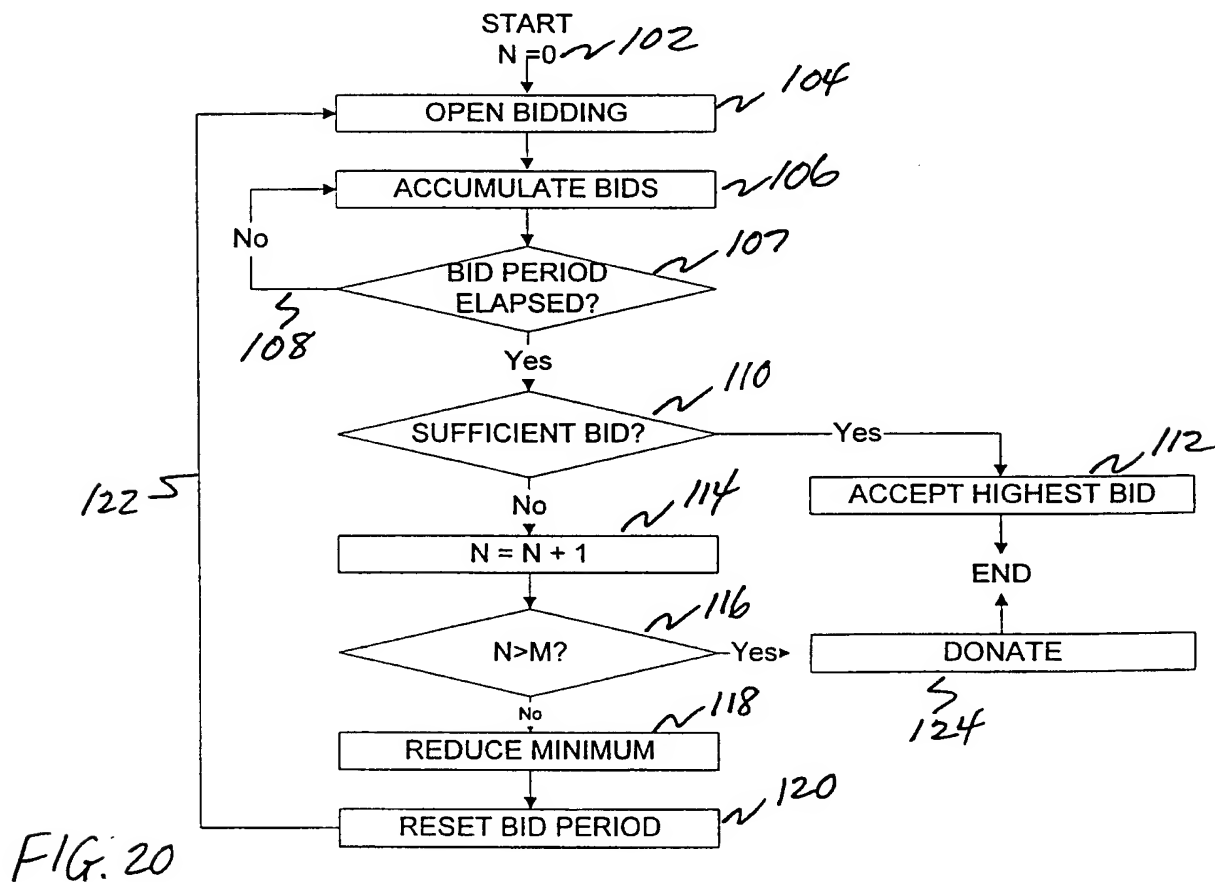 START
N =0 102
OPEN BIDDING 104
ACCUMULATE BIDS 106
No
107
BID PERIOD
ELAPSED?
108
Yes
110
SUFFICIENT BID? Yes
112
ACCEPT HIGHEST BID
122
No 114
N = N + 1
END
116
N>M? Yes DONATE
No
118
124
REDUCE MINIMUM
120
RESET BID PERIOD
FIG. 20